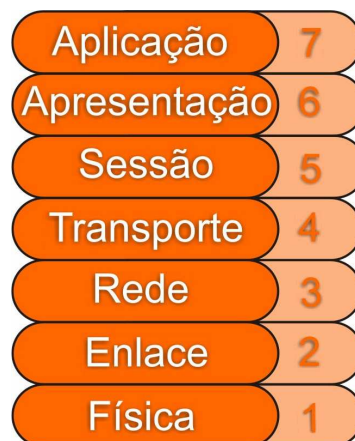 Aplicação 7
Apresentação 6
Sessão 5
Transporte 4
Rede 3
Enlace 2
Física 1